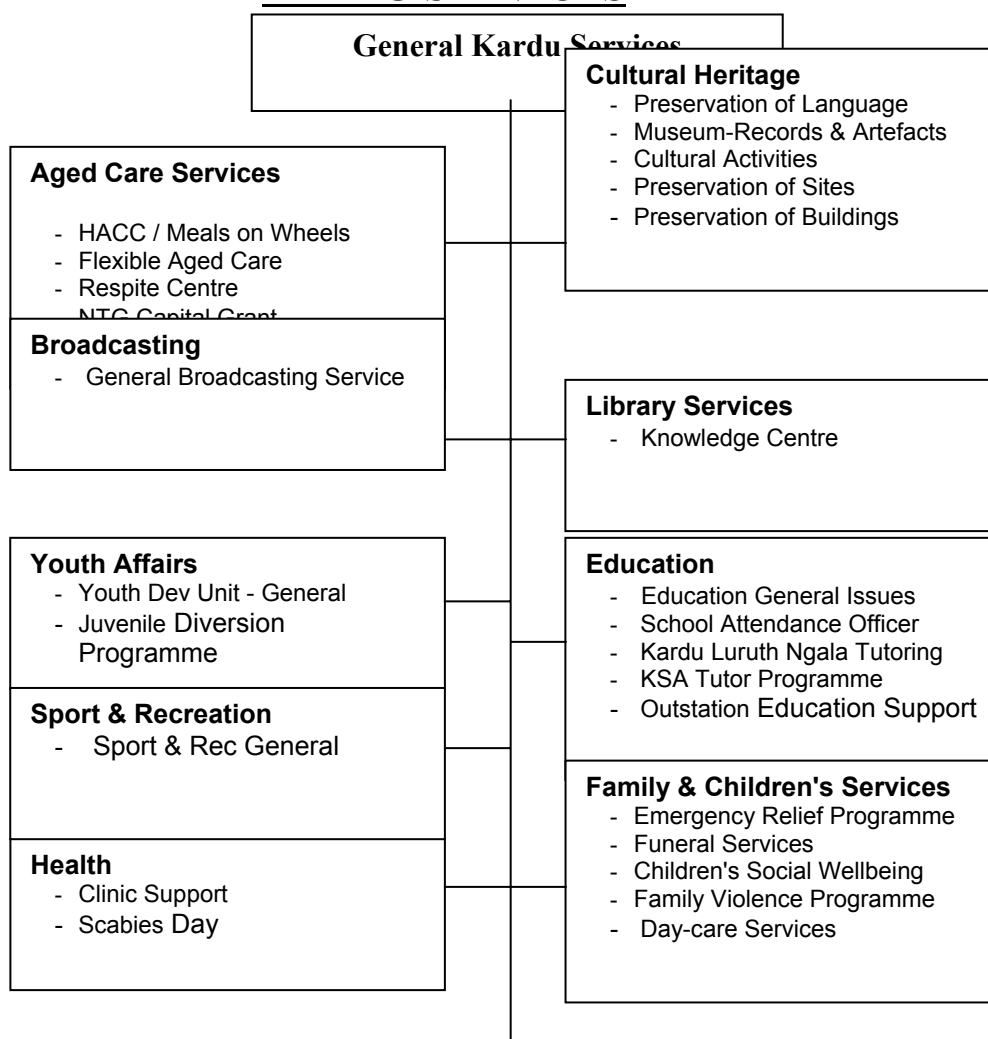 General Kardu Services
Cultural Heritage
- Preservation of Language
- Museum-Records & Artefacts
- Cultural Activities
- Preservation of Sites
- Preservation of Buildings
Aged Care Services
- HACC / Meals on Wheels
- Flexible Aged Care
- Respite Centre
- NTG Capital Grant
Broadcasting
- General Broadcasting Service
Library Services
- Knowledge Centre
Youth Affairs
- Youth Dev Unit - General
- Juvenile Diversion
Programme
Education
- Education General Issues
- School Attendance Officer
- Kardu Luruth Ngala Tutoring
- KSA Tutor Programme
- Outstation Education Support
Sport & Recreation
- Sport & Rec General
Family & Children's Services
- Emergency Relief Programme
- Funeral Services
- Children's Social Wellbeing
- Family Violence Programme
- Day-care Services
Health
- Clinic Support
- Scabies Day